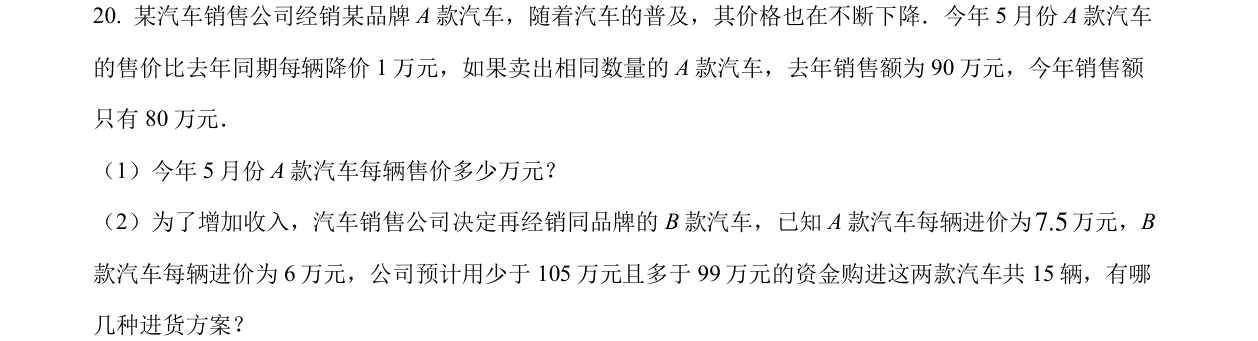 20. 某汽车销售公司经销某品牌 A 款汽车，随着汽车的普及，其价格也在不断下降．今年 5 月份 A 款汽车
的售价比去年同期每辆降价 1 万元，如果卖出相同数量的 A 款汽车，去年销售额为 90 万元，今年销售额
只有 80 万元．
（1）今年 5 月份 A 款汽车每辆售价多少万元？
（2）为了增加收入，汽车销售公司决定再经销同品牌的 B 款汽车，已知 A 款汽车每辆进价为7.5万元，B
款汽车每辆进价为 6 万元，公司预计用少于 105 万元且多于 99 万元的资金购进这两款汽车共 15 辆，有哪
几种进货方案？